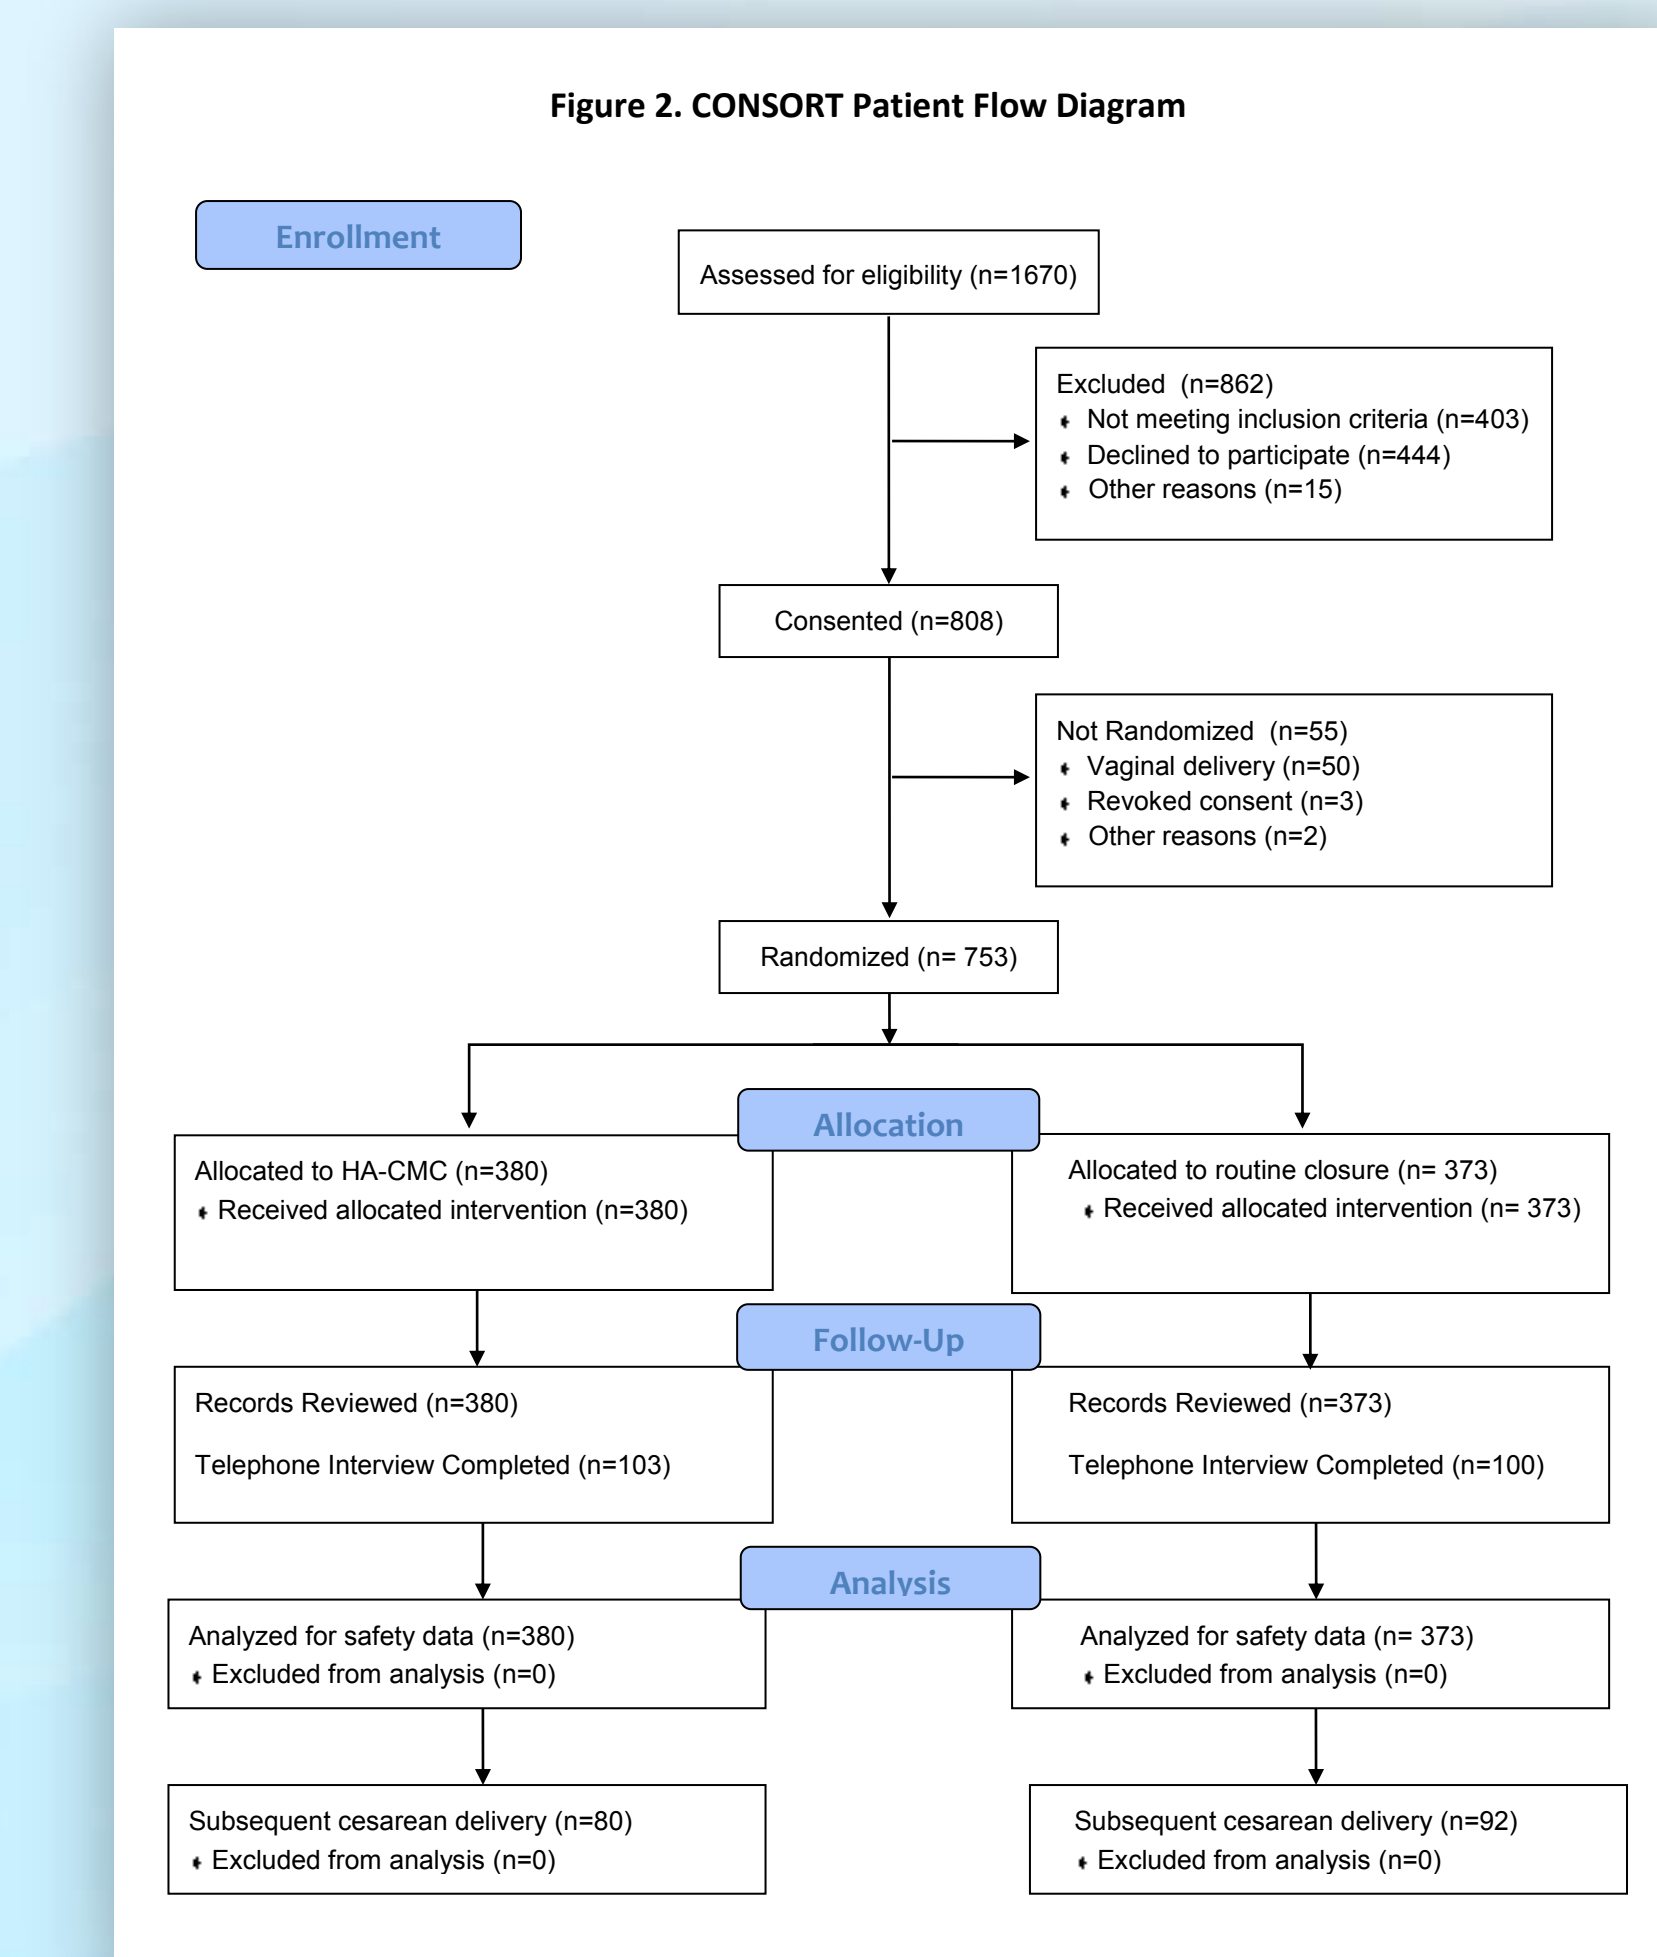 Figure 2. CONSORT Patient Flow Diagram
Enrollment
Assessed for eligibility (n=1670)
Excluded (n=862)
Not meeting inclusion criteria (n=403)
Declined to participate (n=444)
Other reasons (n=15)
Consented (n=808)
Not Randomized (n=55)
Vaginal delivery (n=50)
Revoked consent (n=3)
Other reasons (n=2)
Randomized (n= 753)
Allocation
Allocated to HA-CMC (n=380)
Received allocated intervention (n=380)
Allocated to routine closure (n= 373)
Received allocated intervention (n= 373)
Follow-Up
Records Reviewed (n=380)
Telephone Interview Completed (n=103)
Records Reviewed (n=373)
Telephone Interview Completed (n=100)
Analysis
Analyzed for safety data (n=380)
Excluded from analysis (n=0)
Analyzed for safety data (n= 373)
Excluded from analysis (n=0)
Subsequent cesarean delivery (n=80)
Excluded from analysis (n=0)
Subsequent cesarean delivery (n=92)
Excluded from analysis (n=0)